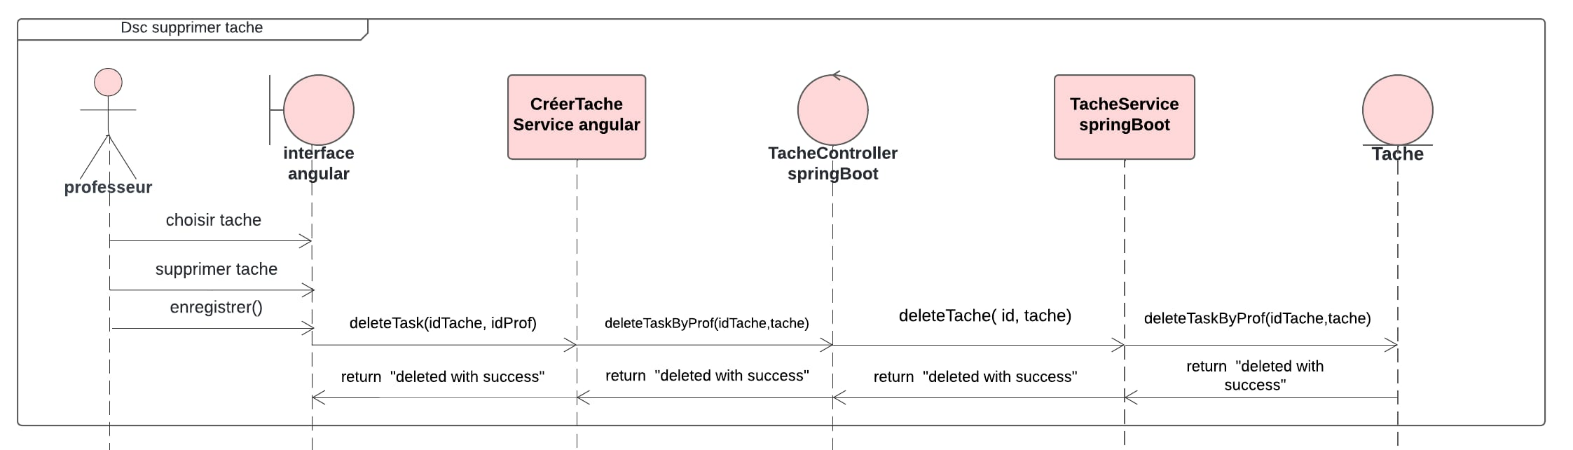 Dsc supprimer tache
professeur
interface
angular
CréerTache
Service angular
TacheController
springBoot
TacheService
springBoot
Tache
choisir tache
supprimer tache
enregistrer()
deleteTask(idTache, idProf)
deleteTaskByProf(idTache,tache)
deleteTache( id, tache)
deleteTaskByProf(idTache,tache)
return "deleted with success"
return "deleted with success"
return "deleted with success"
return "deleted with
success"